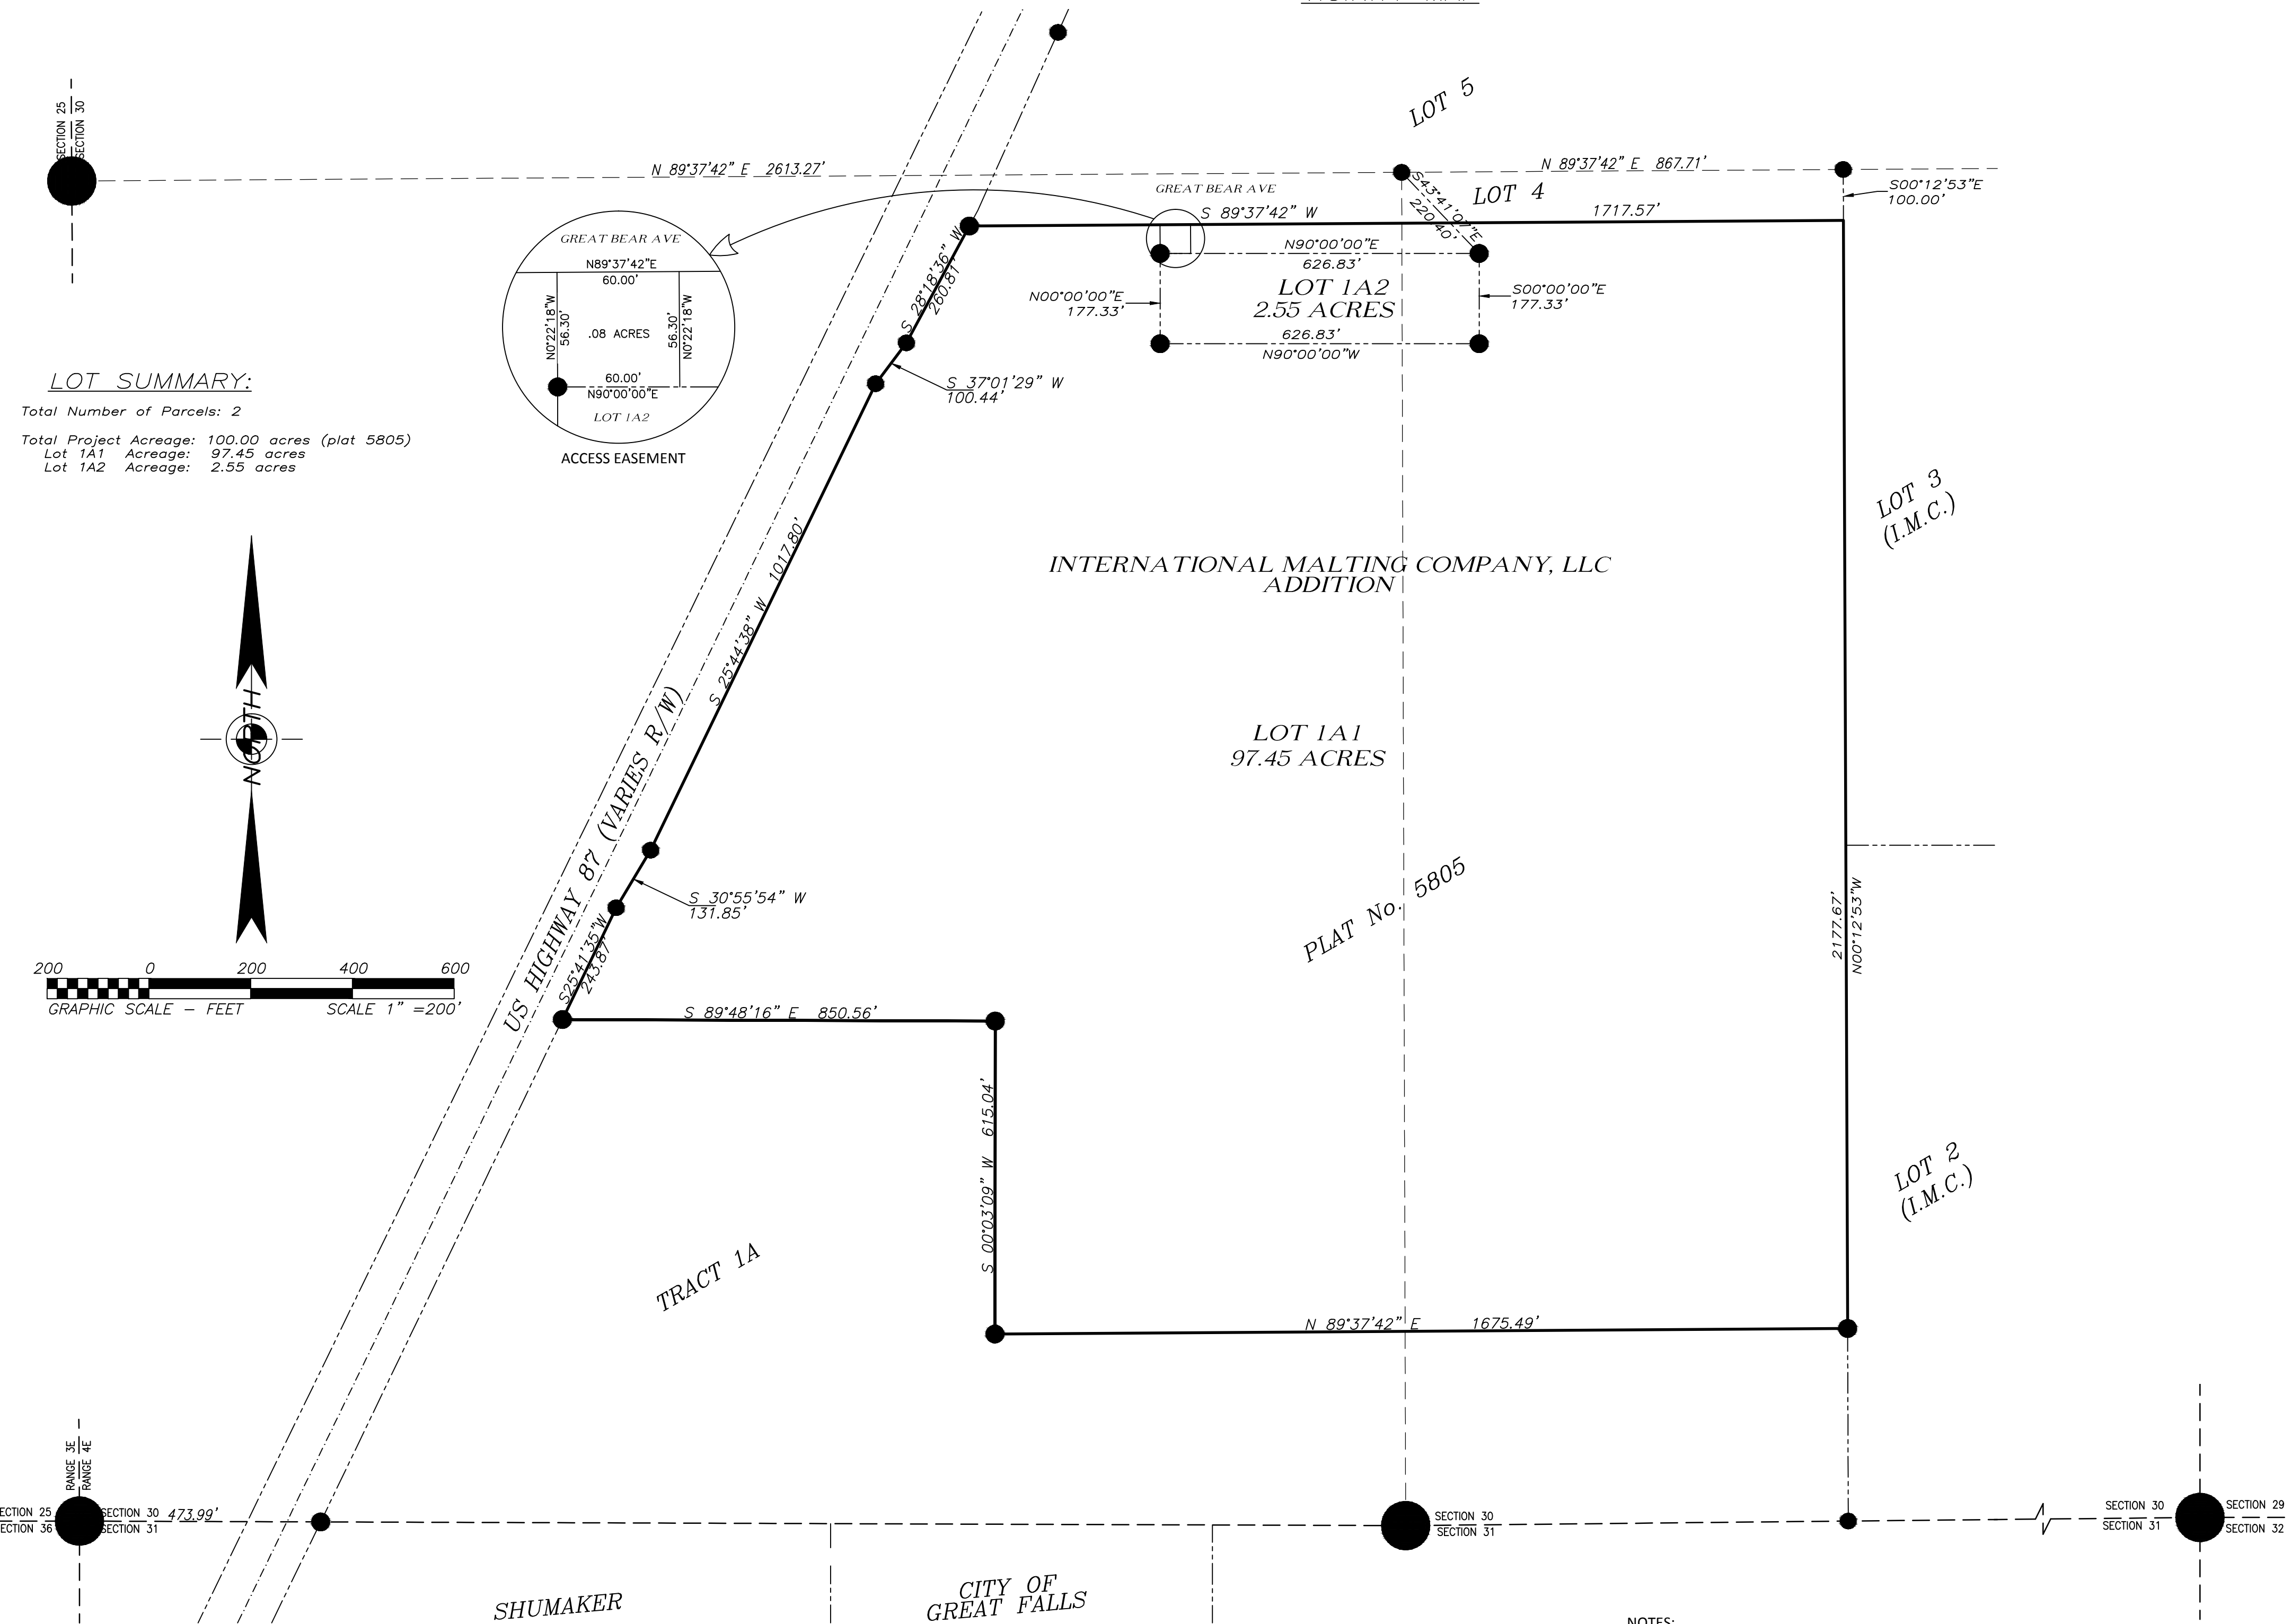 SECTION 25
SECTION 30
N 89°37'42" E 2613.27'
LOT 5
N 89°37'42" E 867.71'
S00°12'53"E
100.00'
GREAT BEAR AVE
S43°41'07"E
220.40'
LOT 4
S 89°37'42" W
1717.57'
N90°00'00"E
626.83'
LOT 1A2
2.55 ACRES
N00°00'00"E
177.33'
S00°00'00"E
177.33'
626.83'
N90°00'00"W
GREAT BEAR AVE
N89°37'42"E
60.00'
N0°22'18"W
56.30'
.08 ACRES
56.30'
N0°22'18"W
60.00'
N90°00'00"E
LOT 1A2
ACCESS EASEMENT
S 28°18'36" W
260.81'
S 37°01'29" W
100.44'
LOT SUMMARY:
Total Number of Parcels: 2
Total Project Acreage: 100.00 acres (plat 5805)
Lot 1A1 Acreage: 97.45 acres
Lot 1A2 Acreage: 2.55 acres
LOT 3
(I.M.C.)
S 25°44'38" W 1017.80'
INTERNATIONAL MALTING COMPANY, LLC
ADDITION
NORTH
LOT 1A1
97.45 ACRES
US HIGHWAY 87 (VARIES R/W)
S 30°55'54" W
131.85'
S25°41'35"W
243.87'
PLAT No. 5805
2177.67'
N00°12'53"W
200 0 200 400 600
GRAPHIC SCALE – FEET SCALE 1" =200'
S 89°48'16" E 850.56'
S 00°03'09" W 615.04'
TRACT 1A
LOT 2
(I.M.C.)
N 89°37'42" E 1675.49'
RANGE 3E
RANGE 4E
SECTION 36
SECTION 30
SECTION 31
473.99'
SECTION 30
SECTION 31
SECTION 30
SECTION 31
SECTION 29
SECTION 32
SHUMAKER
CITY OF
GREAT FALLS
NOTES: